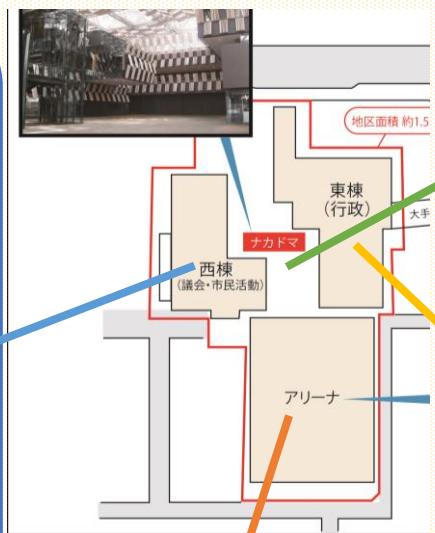 地区面積 約1.5
東棟
(行政)
大手
ナカドマ
西棟
(議会・市民活動)
アリーナ